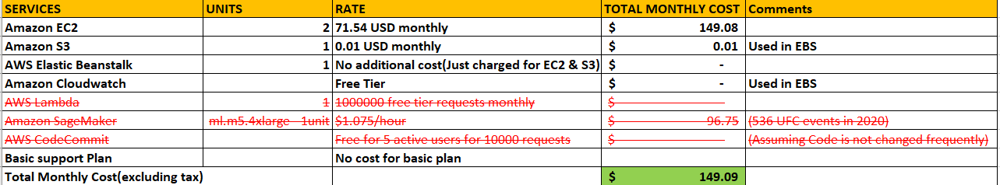 SERVICES UNITS RATE TOTAL MONTHLY COST Comments
Amazon EC2 2 71.54 USD monthly $ 149.08
Amazon S3 1 0.01 USD monthly $ 0.01 Used in EBS
AWS Elastic Beanstalk 1 No additional cost(Just charged for EC2 & S3) $ -
Amazon Cloudwatch Free Tier $ - Used in EBS
AWS Lambda 1 1000000 free tier requests monthly $ -
Amazon SageMaker ml.m5.4xlarge - 1unit $1.075/hour $ 96.75 (536 UFC events in 2020)
AWS CodeCommit Free for 5 active users for 10000 requests $ - (Assuming Code is not changed frequently)
Basic support Plan No cost for basic plan
Total Monthly Cost(excluding tax) $ 149.09